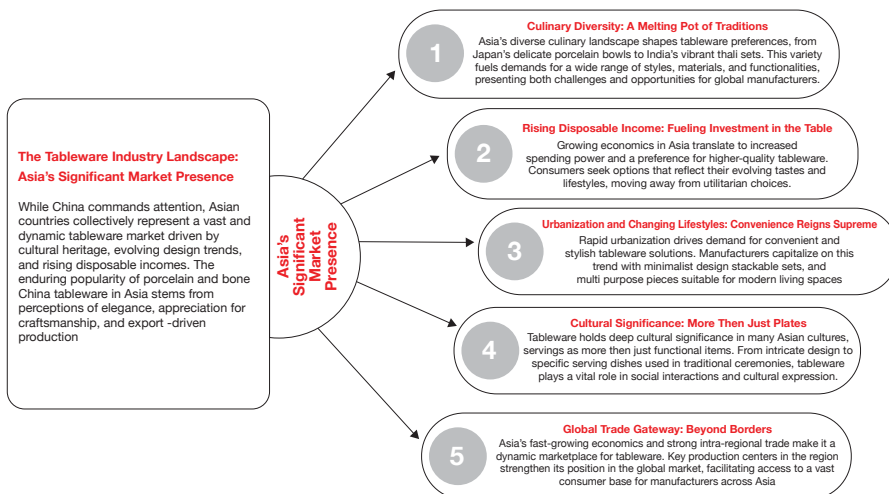 The Tableware Industry Landscape:
Asia's Significant Market Presence
While China commands attention, Asian
countries collectively represent a vast and
dynamic tableware market driven by
cultural heritage, evolving design trends,
and rising disposable incomes. The
enduring popularity of porcelain and bone
China tableware in Asia stems from
perceptions of elegance, appreciation for
craftsmanship, and export -driven
production
Asia's
Significant
Market
Presence
1
Culinary Diversity: A Melting Pot of Traditions
Asia's diverse culinary landscape shapes tableware preferences, from
Japan's delicate porcelain bowls to India's vibrant thali sets. This variety
fuels demands for a wide range of styles, materials, and functionalities,
presenting both challenges and opportunities for global manufacturers.
2
Rising Disposable Income: Fueling Investment in the Table
Growing economics in Asia translate to increased
spending power and a preference for higher-quality tableware.
Consumers seek options that reflect their evolving tastes and
lifestyles, moving away from utilitarian choices.
3
Urbanization and Changing Lifestyles: Convenience Reigns Supreme
Rapid urbanization drives demand for convenient and
stylish tableware solutions. Manufacturers capitalize on this
trend with minimalist design stackable sets, and
multi purpose pieces suitable for modern living spaces
4
Cultural Significance: More Then Just Plates
Tableware holds deep cultural significance in many Asian cultures,
servings as more then just functional items. From intricate design to
specific serving dishes used in traditional ceremonies, tableware
plays a vital role in social interactions and cultural expression.
5
Global Trade Gateway: Beyond Borders
Asia's fast-growing economics and strong intra-regional trade make it a
dynamic marketplace for tableware. Key production centers in the region
strengthen its position in the global market, facilitating access to a vast
consumer base for manufacturers across Asia